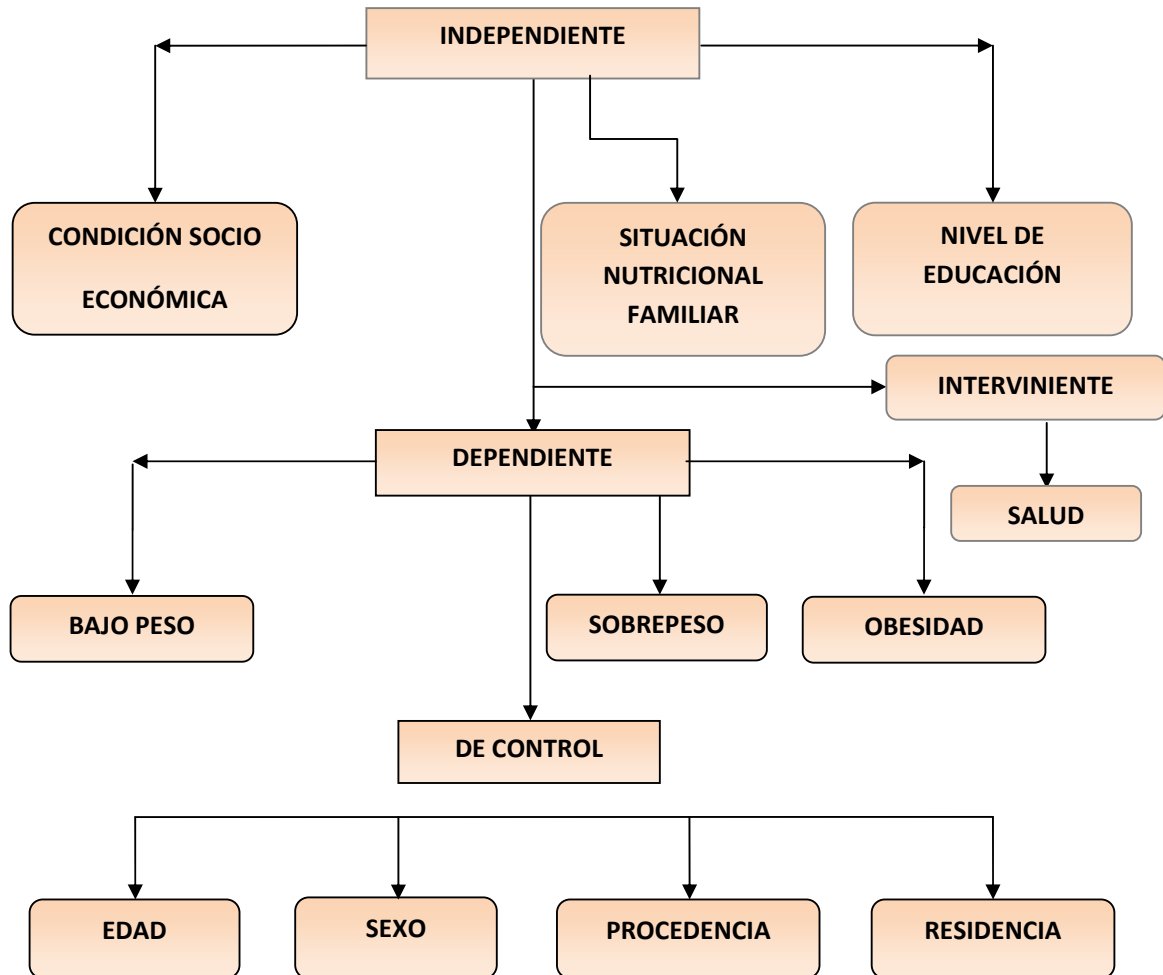 INDEPENDIENTE
CONDICIÓN SOCIO
ECONÓMICA
SITUACIÓN
NUTRICIONAL
FAMILIAR
NIVEL DE
EDUCACIÓN
INTERVINIENTE
DEPENDIENTE
SALUD
BAJO PESO
SOBREPESO
OBESIDAD
DE CONTROL
EDAD
SEXO
PROCEDENCIA
RESIDENCIA